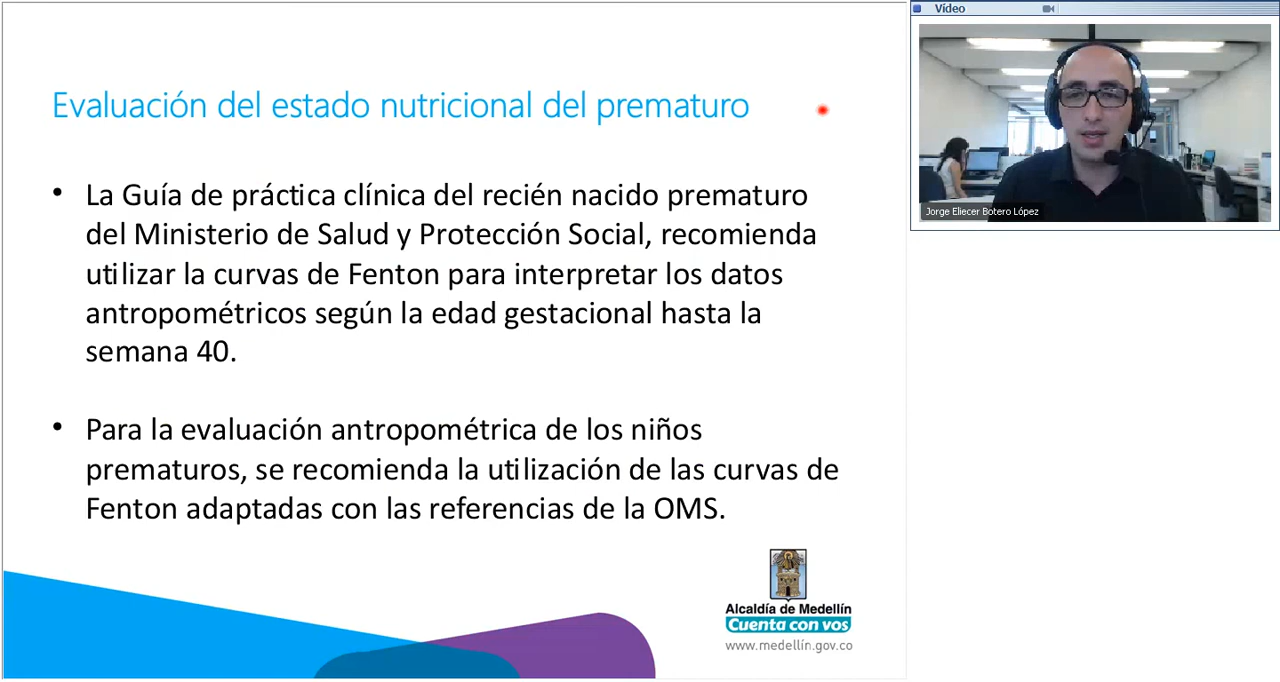 Evaluación del estado nutricional del prematuro
• La Guía de práctica clínica del recién nacido prematuro
del Ministerio de Salud y Protección Social, recomienda
utilizar la curvas de Fenton para interpretar los datos
antropométricos según la edad gestacional hasta la
semana 40.
• Para la evaluación antropométrica de los niños
prematuros, se recomienda la utilización de las curvas de
Fenton adaptadas con las referencias de la OMS.
Alcaldía de Medellín
Cuenta con vos
www.medellín.gov.co
Vídeo
Jorge Eliecer Botero López